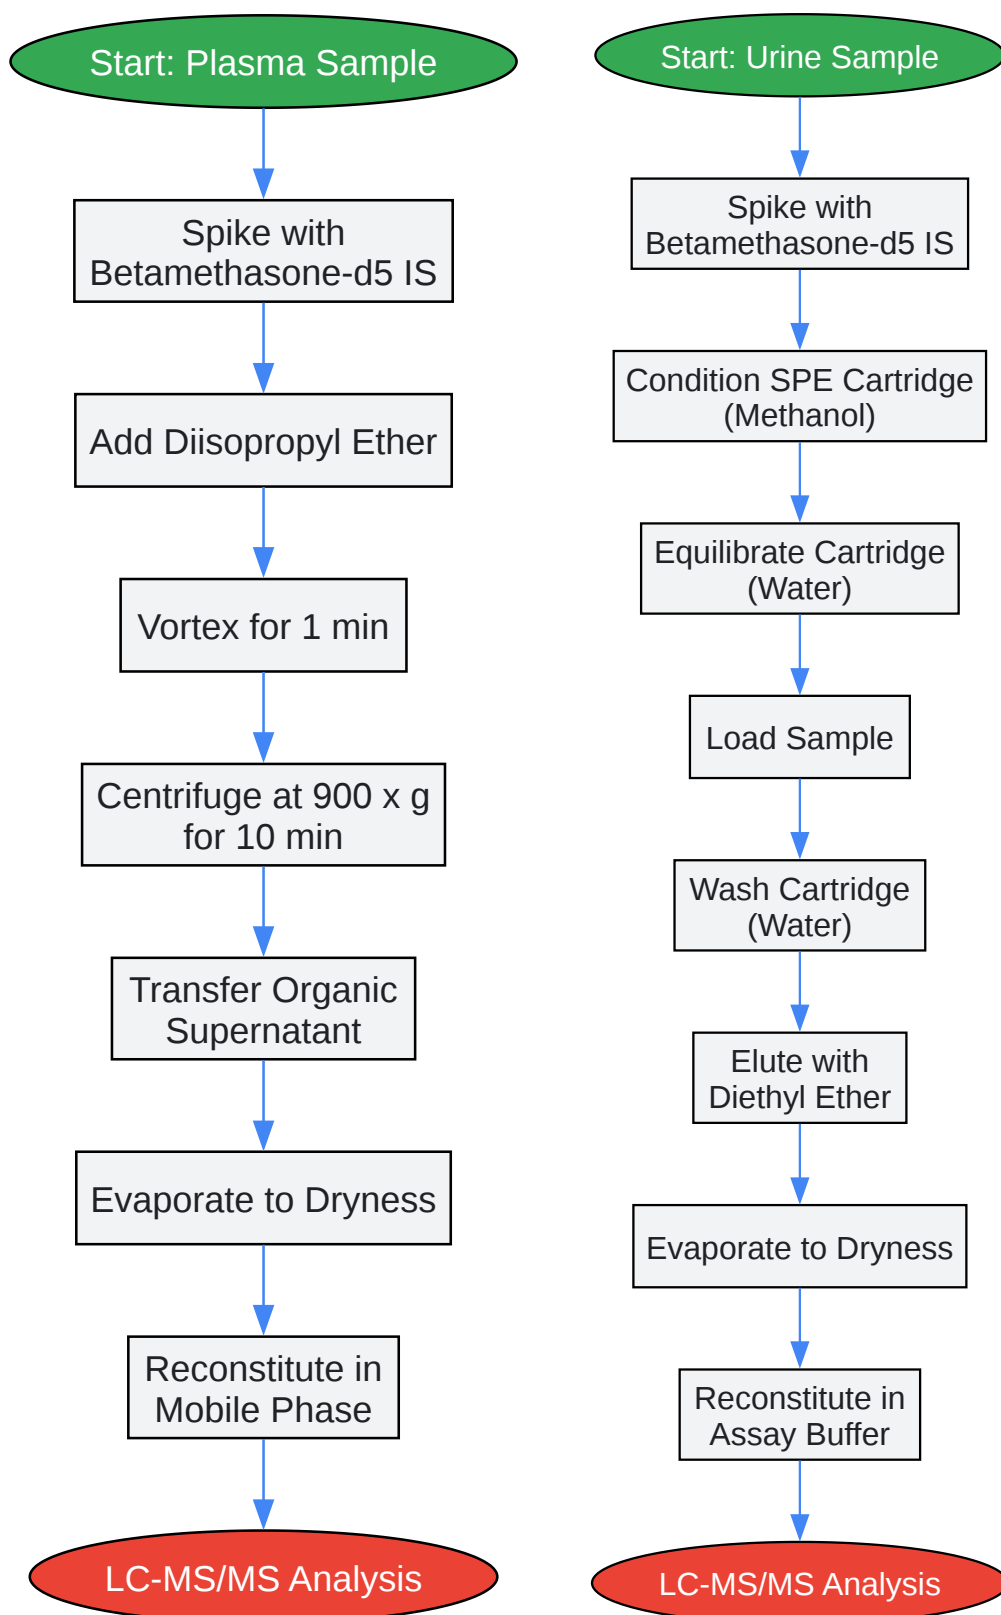 Start: Plasma Sample
Spike with
Betamethasone-d5 IS
Add Diisopropyl Ether
Vortex for 1 min
Centrifuge at 900 x g
for 10 min
Transfer Organic
Supernatant
Evaporate to Dryness
Reconstitute in
Mobile Phase
LC-MS/MS Analysis
Start: Urine Sample
Spike with
Betamethasone-d5 IS
Condition SPE Cartridge
(Methanol)
Equilibrate Cartridge
(Water)
Load Sample
Wash Cartridge
(Water)
Elute with
Diethyl Ether
Evaporate to Dryness
Reconstitute in
Assay Buffer
LC-MS/MS Analysis